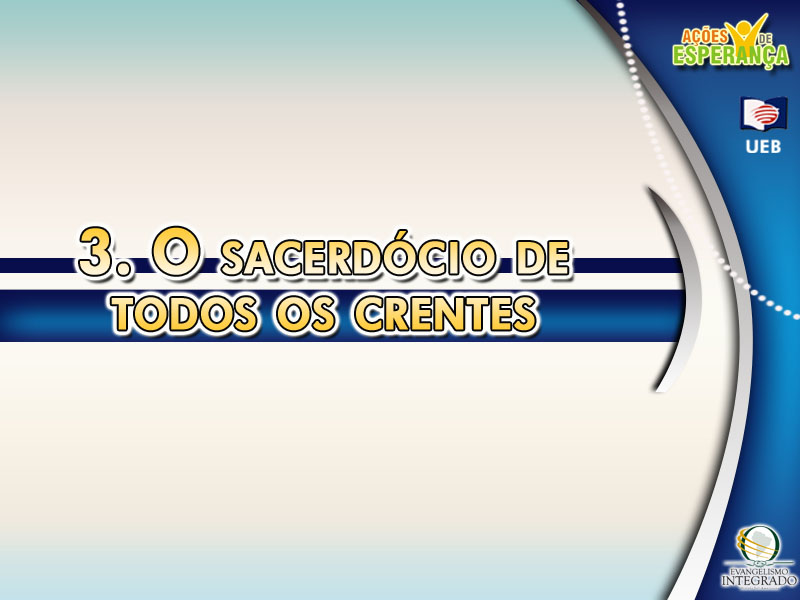 AÇÕES DE
ESPERANÇA
UEB
3. O SACERDÓCIO DE
TODOS OS CRENTES
EVANGELISMO
INTEGRADO